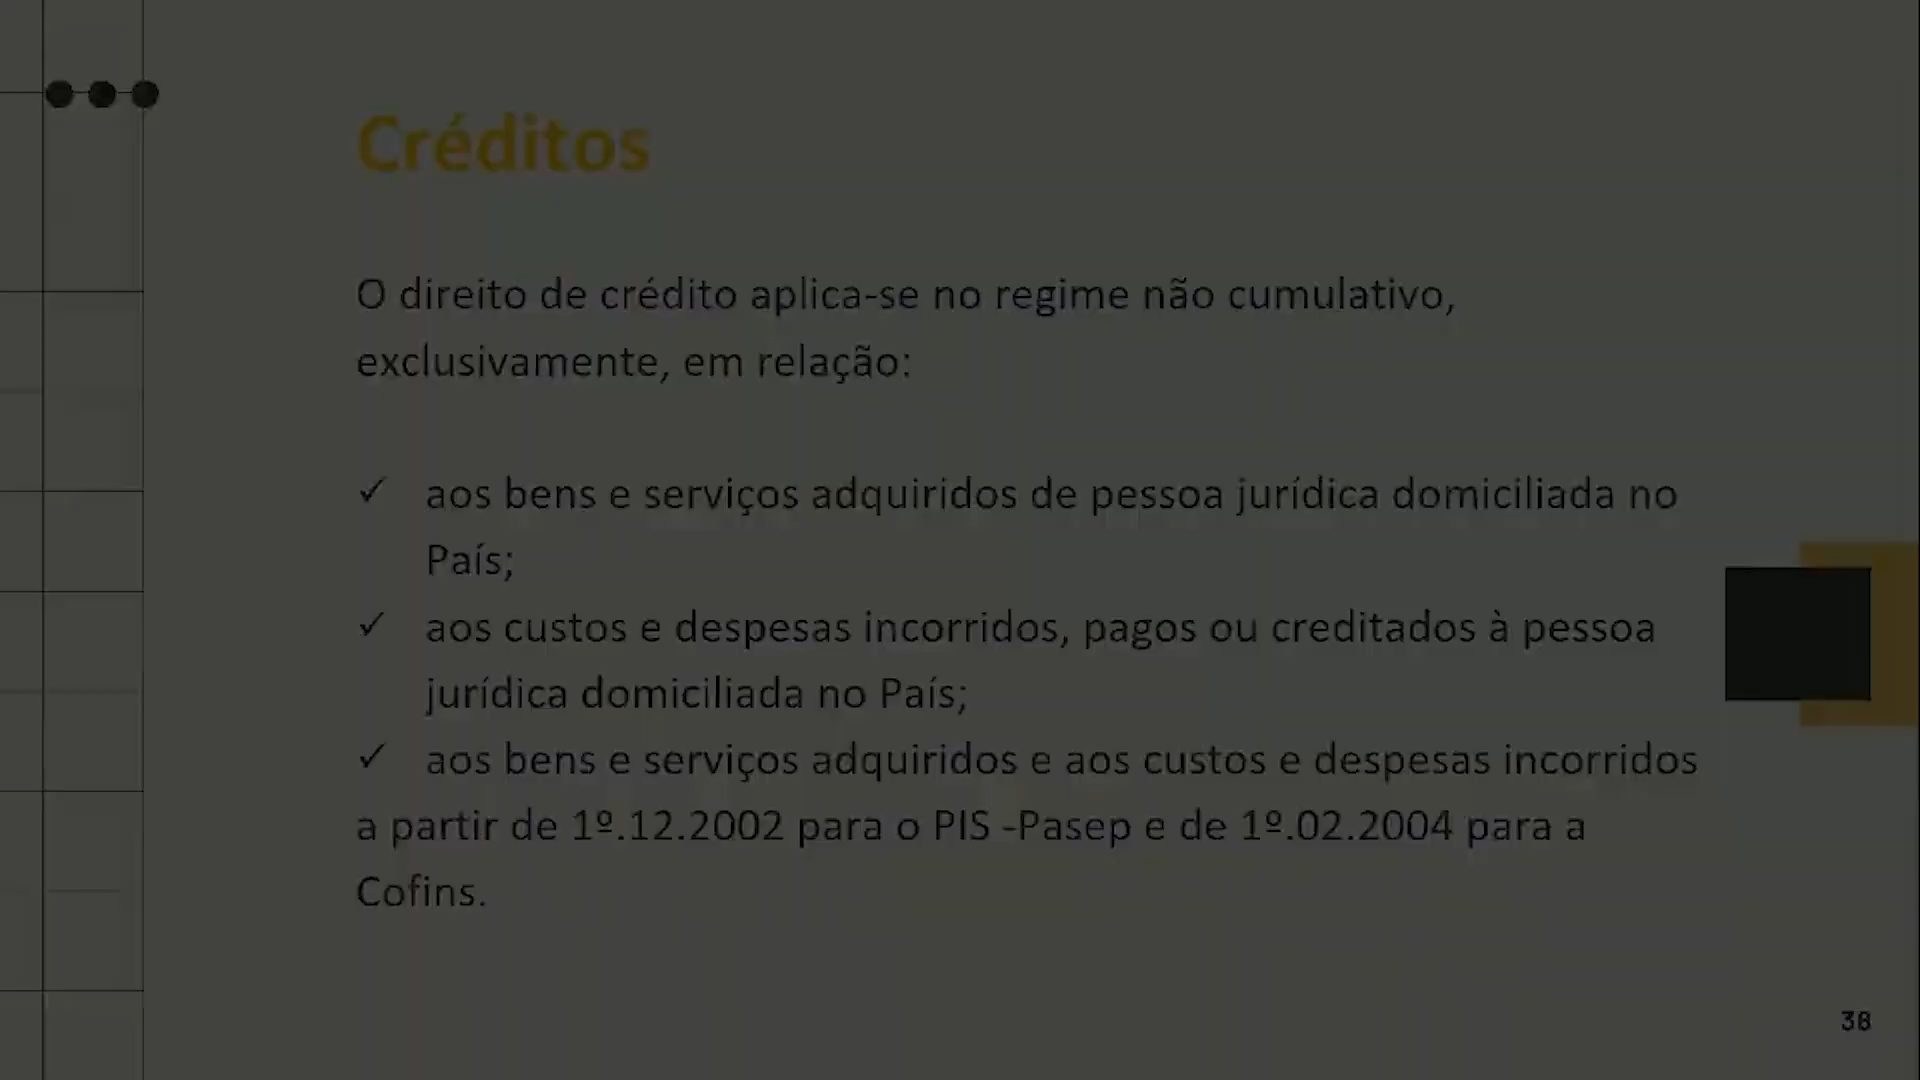 Créditos
O direito de crédito aplica-se no regime não cumulativo,
exclusivamente, em relação:
✓ aos bens e serviços adquiridos de pessoa jurídica domiciliada no
País;
✓ aos custos e despesas incorridos, pagos ou creditados à pessoa
jurídica domiciliada no País;
✓ aos bens e serviços adquiridos e aos custos e despesas incorridos
a partir de 1º.12.2002 para o PIS -Pasep e de 1º.02.2004 para a
Cofins.
38